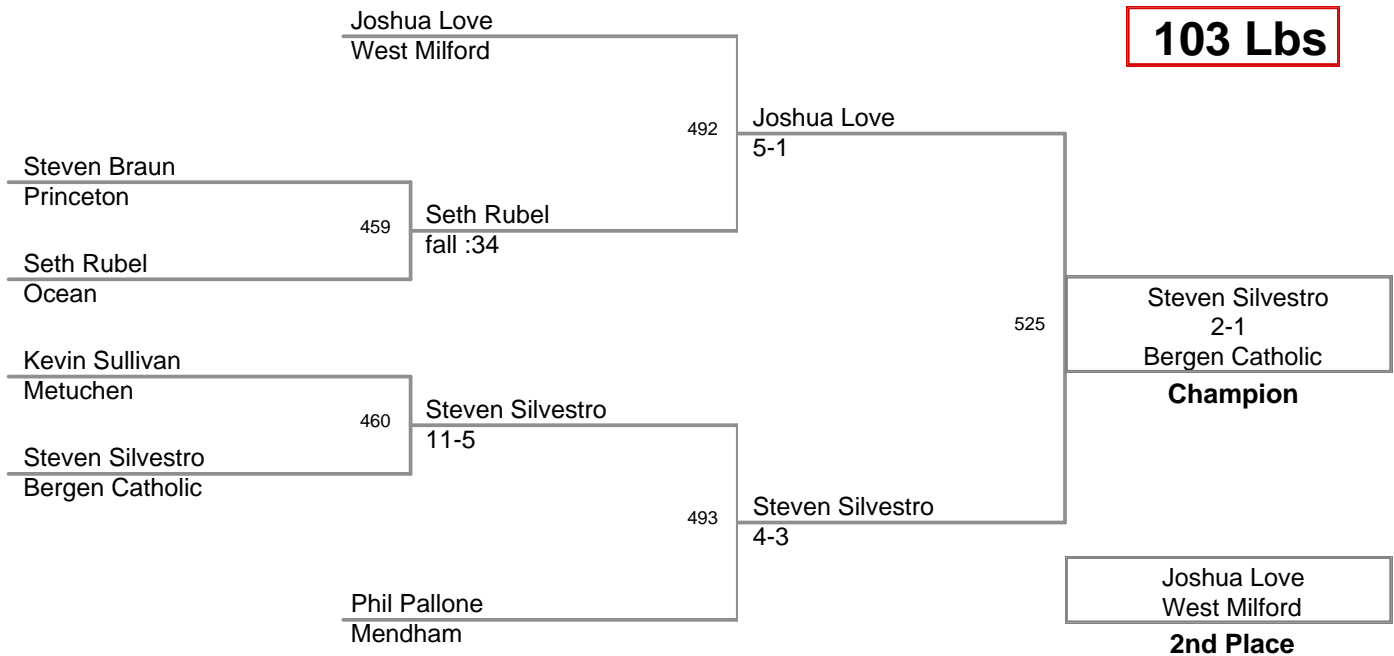 Joshua Love
West Milford
103 Lbs
492
Joshua Love
5-1
Steven Braun
Princeton
459
Seth Rubel
fall :34
Seth Rubel
Ocean
525
Steven Silvestro
2-1
Bergen Catholic
Champion
Kevin Sullivan
Metuchen
460
Steven Silvestro
11-5
Steven Silvestro
Bergen Catholic
493
Steven Silvestro
4-3
Phil Pallone
Mendham
Joshua Love
West Milford
2nd Place